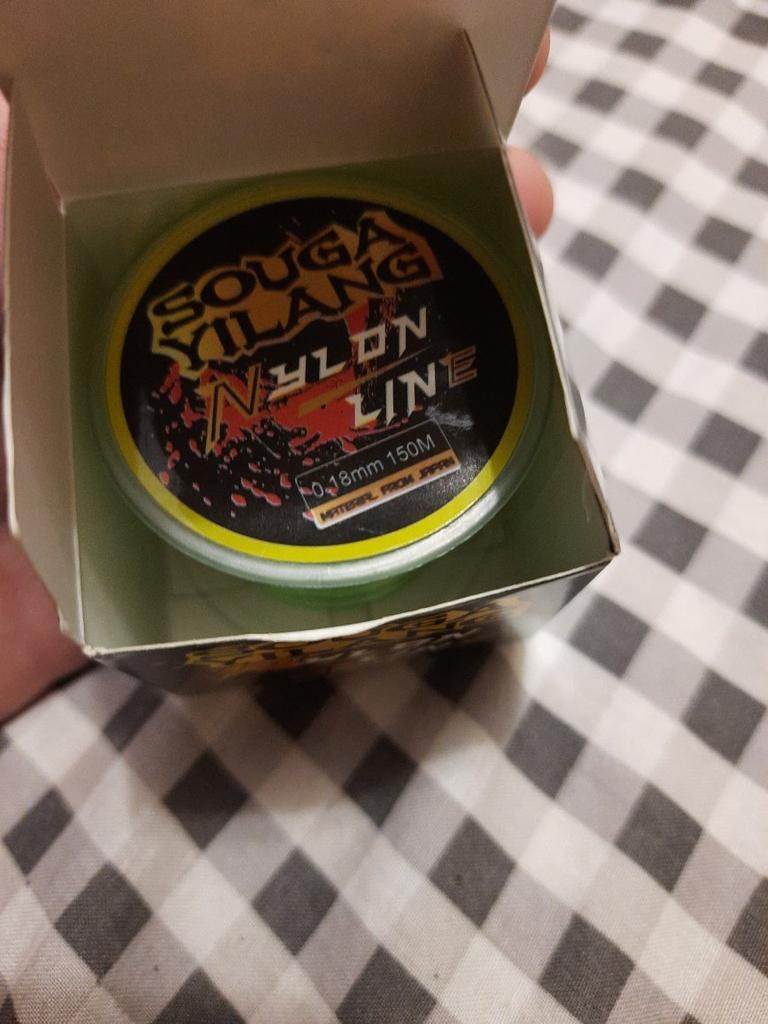 SOUGA
YILANG
NYLON
LINE
0.18mm 150M
MATERIAL FROM JAPAN